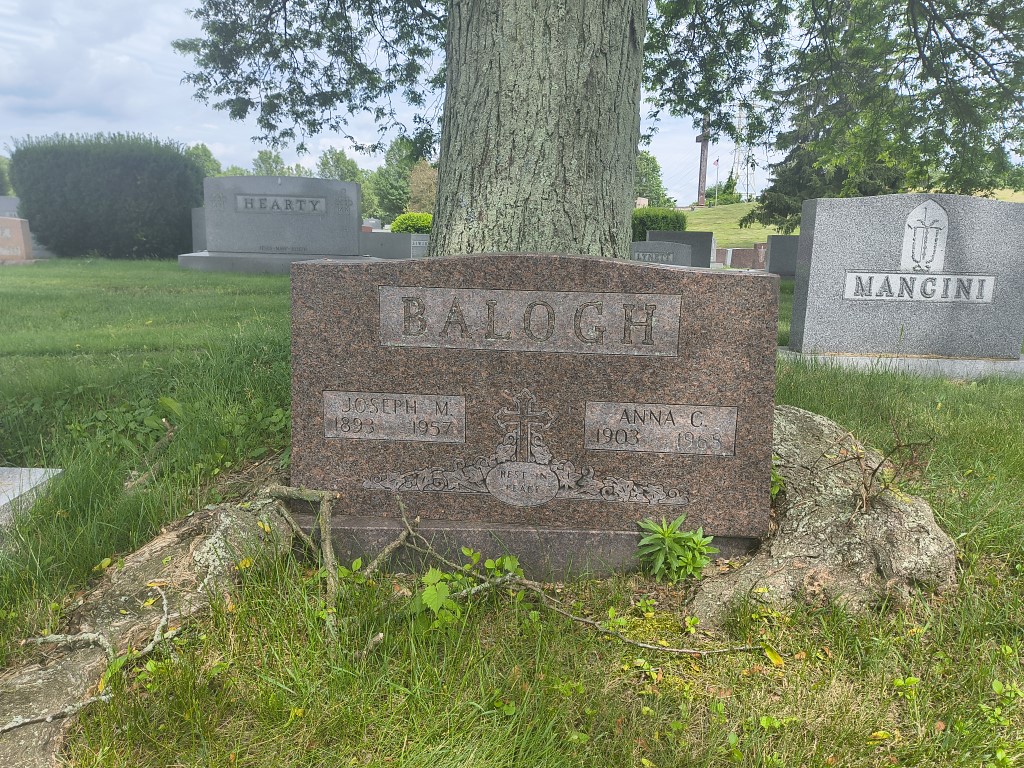 HEARTY
MANCINI
BALOGH
JOSEPH M.
1893 1957
ANNA C.
1903 1968
REST IN
PEACE